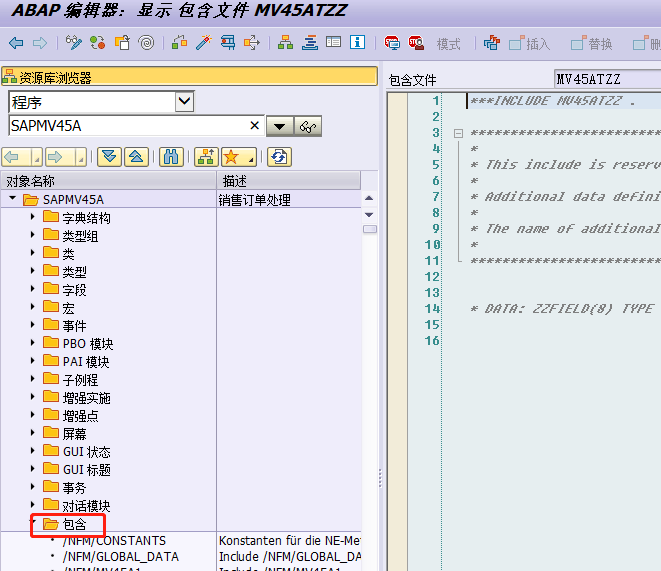 ABAP 编辑器：显示 包含文件 MV45ATZZ
模式
插入
替换
资源库浏览器
程序
SAPMV45A
对象名称 描述
SAPMV45A 销售订单处理
字典结构
类型组
类
类型
字段
宏
事件
PBO 模块
PAI 模块
子例程
增强实施
增强点
屏幕
GUI 状态
GUI 标题
事务
对话模块
包含
/NFM/CONSTANTS Konstanten für die NE-Me
/NFM/GLOBAL_DATA Include /NFM/GLOBAL_DA
包含文件 MV45ATZZ
1 ***INCLUDE MV45ATZZ .
2
3 ************************
4 *
5 * This include is reserv
6 *
7 * Additional data defini
8 *
9 * The name of additional
10 *
11 ************************
12
13
14 * DATA: ZZFIELD(8) TYPE
15
16